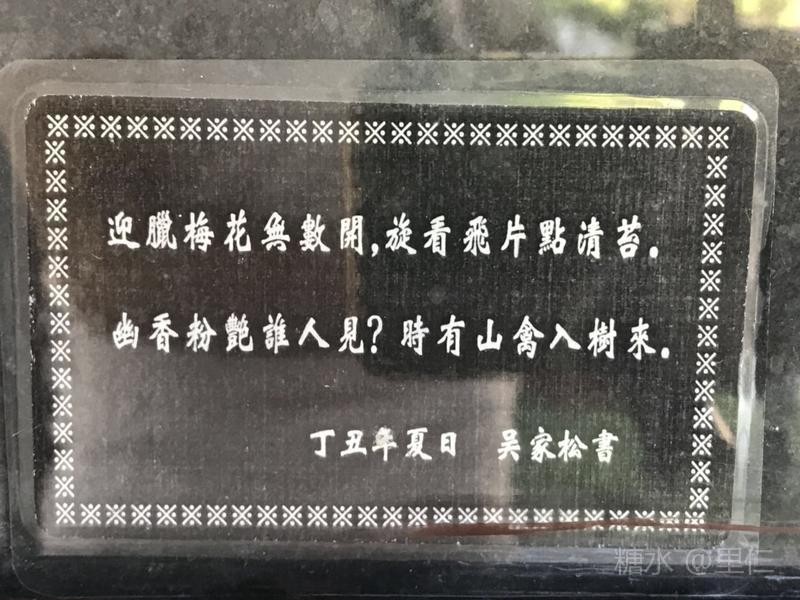 迎臘梅花無數開,旋看飛片點清苔。
幽香粉艷誰人見?時有山禽入樹來。
丁丑年夏日 吴家松書
糖水 @里仁